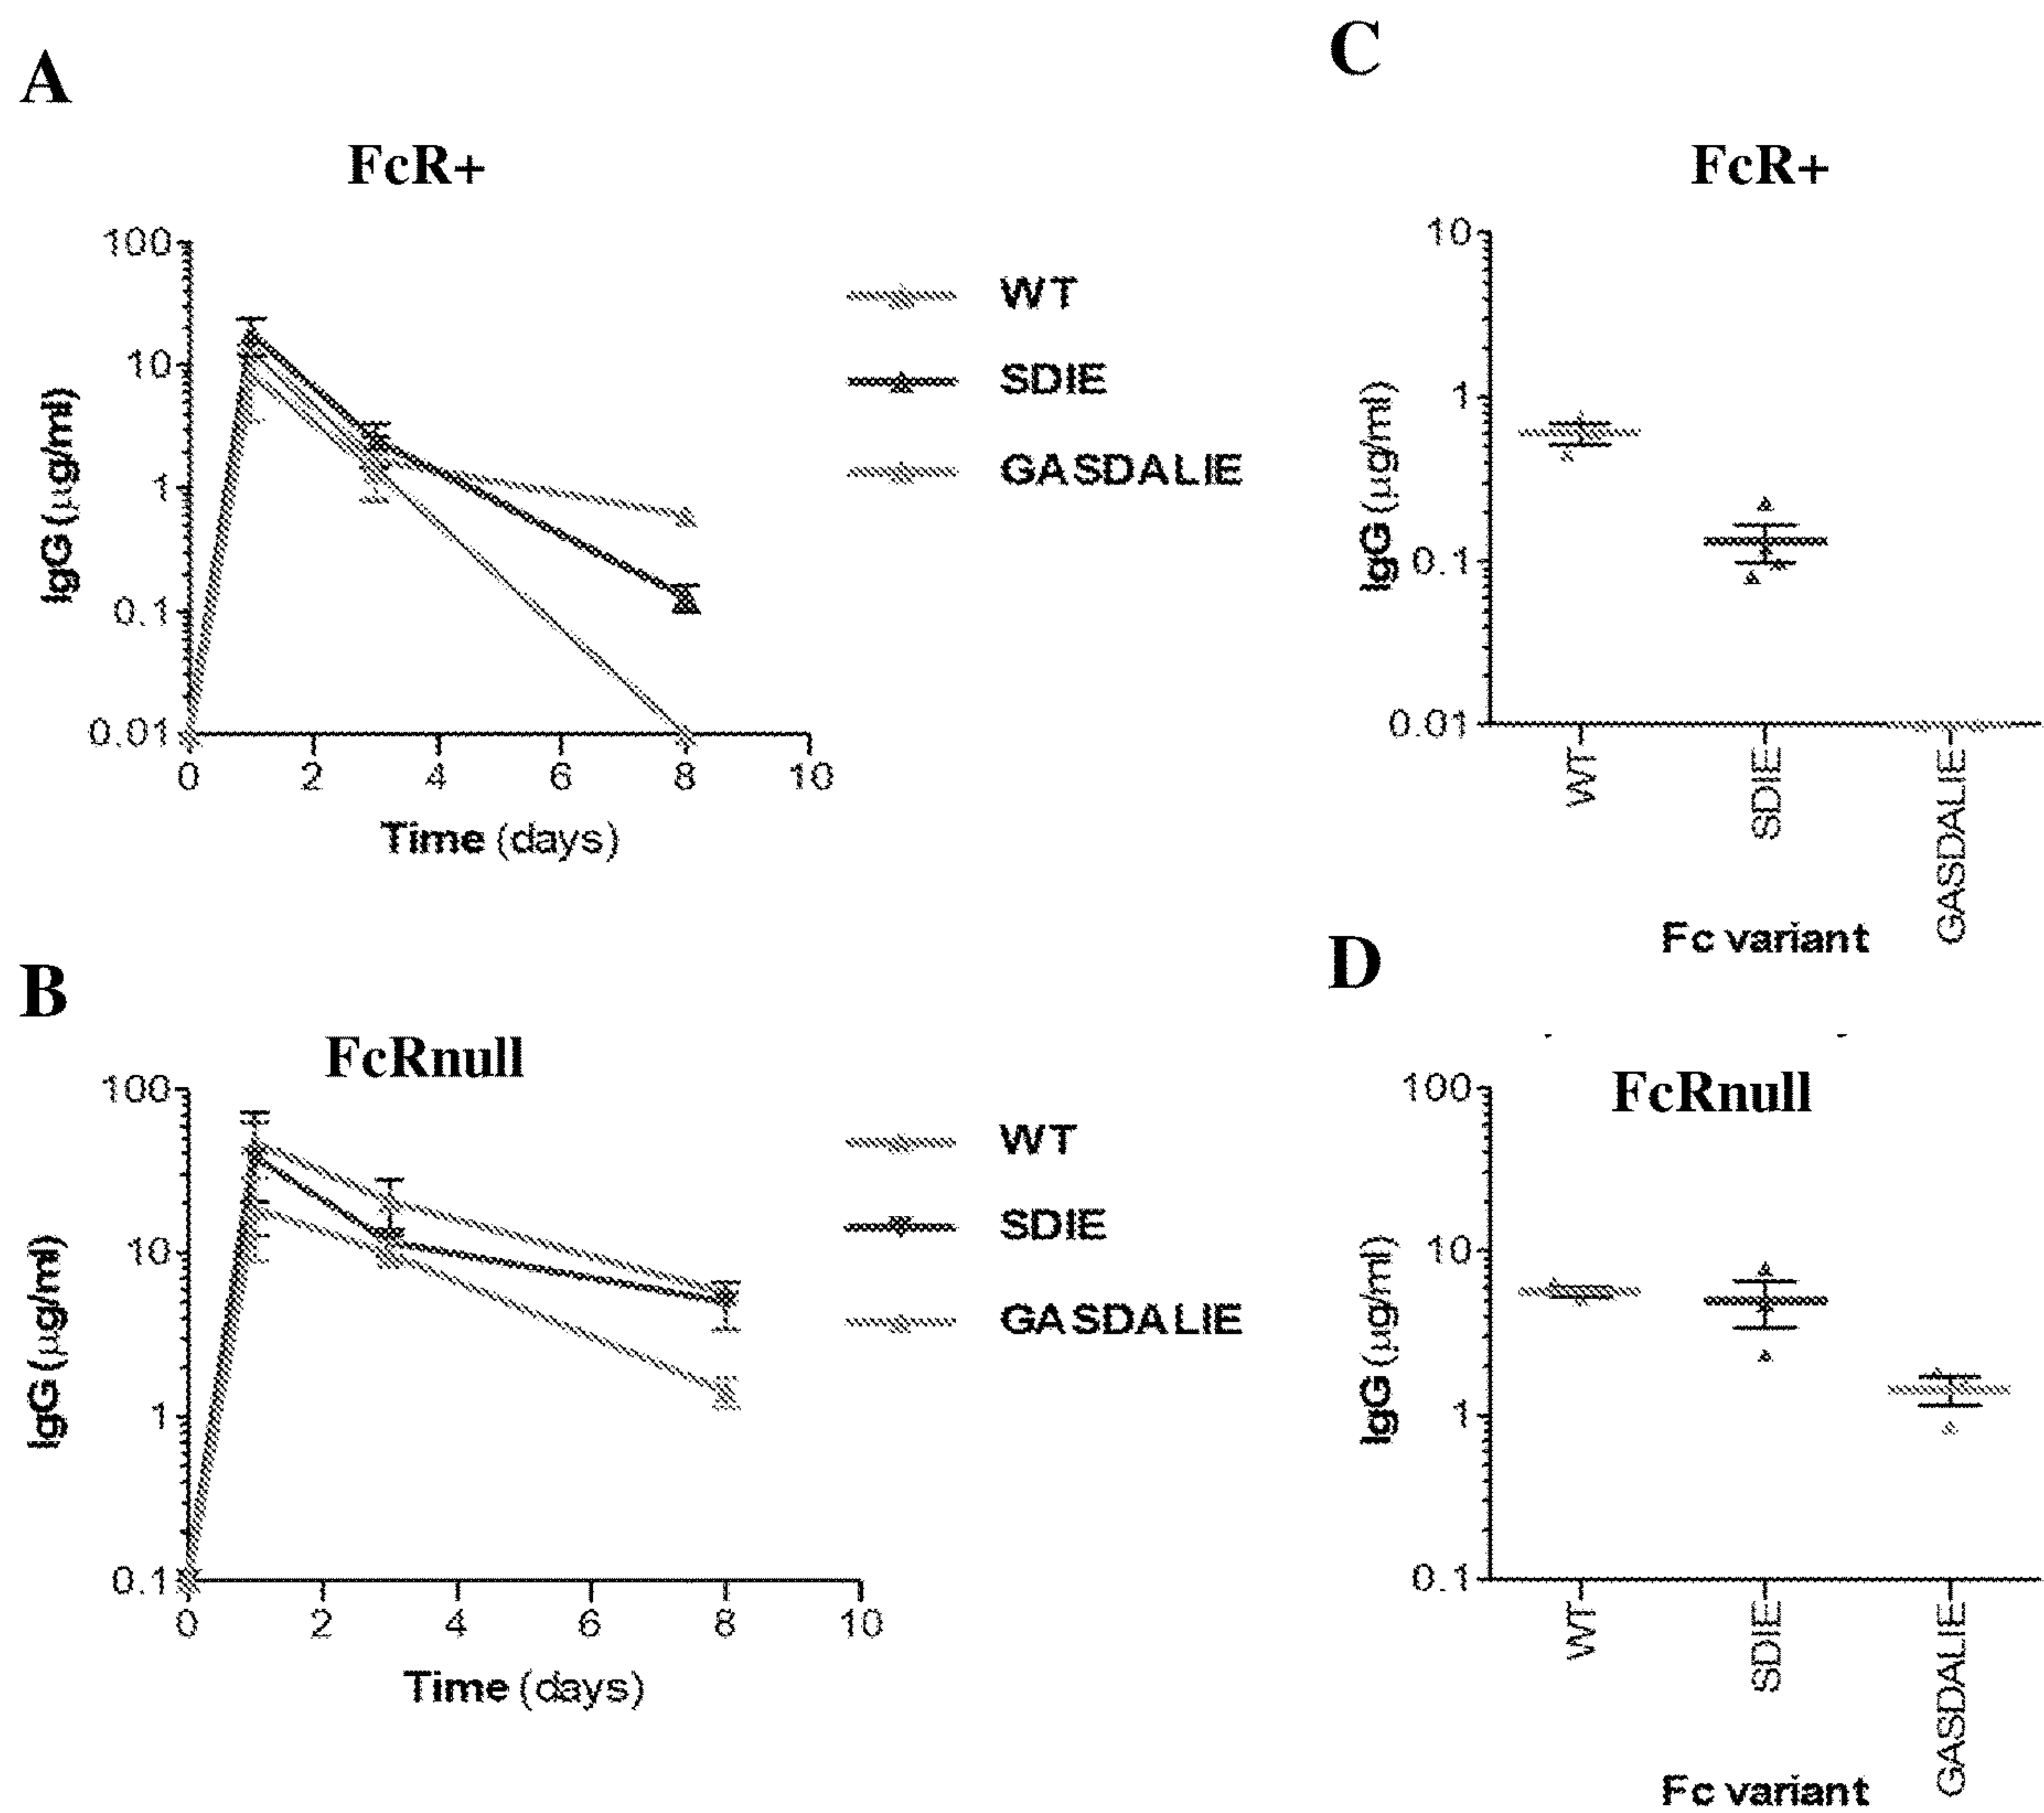 A
FcR+
100
10
1
0.1
0.01
IgG (µg/ml)
0 2 4 6 8 10
Time (days)
WT
SDIE
GASDALIE
C
FcR+
10
1
0.1
0.01
IgG (µg/ml)
WT
SDIE
GASDALIE
Fc variant
B
FcRnull
100
10
1
0.1
IgG (µg/ml)
0 2 4 6 8 10
Time (days)
WT
SDIE
GASDALIE
D
FcRnull
100
10
1
0.1
IgG (µg/ml)
WT
SDIE
GASDALIE
Fc variant